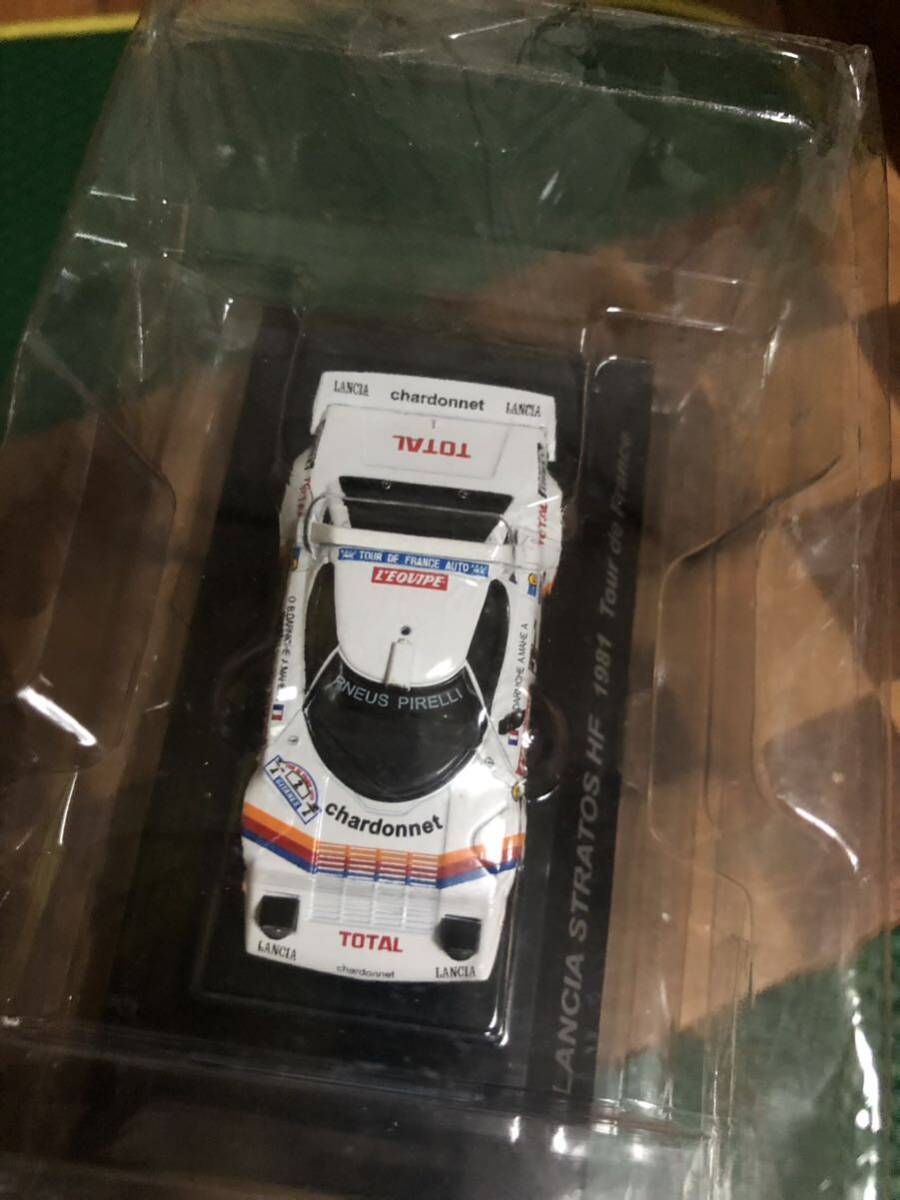 LANCIA chardonnet LANCIA
TOTAL
TOTAL
TOUR DE FRANCE AUTO
L'EQUIPE
PNEUS PIRELLI
chardonnet
TOTAL
LANCIA
chardonnet
LANCIA
LANCIA STRATOS HF 1981 Tour de France